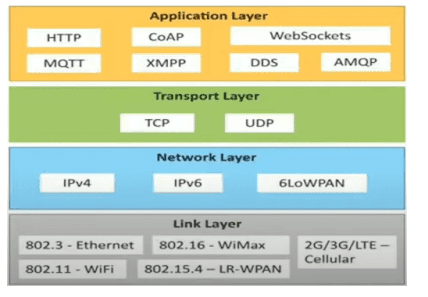 Application Layer
HTTP CoAP WebSockets
MQTT XMPP DDS AMQP
Transport Layer
TCP UDP
Network Layer
IPv4 IPv6 6LoWPAN
Link Layer
802.3 - Ethernet 802.16 - WiMax 2G/3G/LTE –
Cellular
802.11 - WiFi 802.15.4 – LR-WPAN